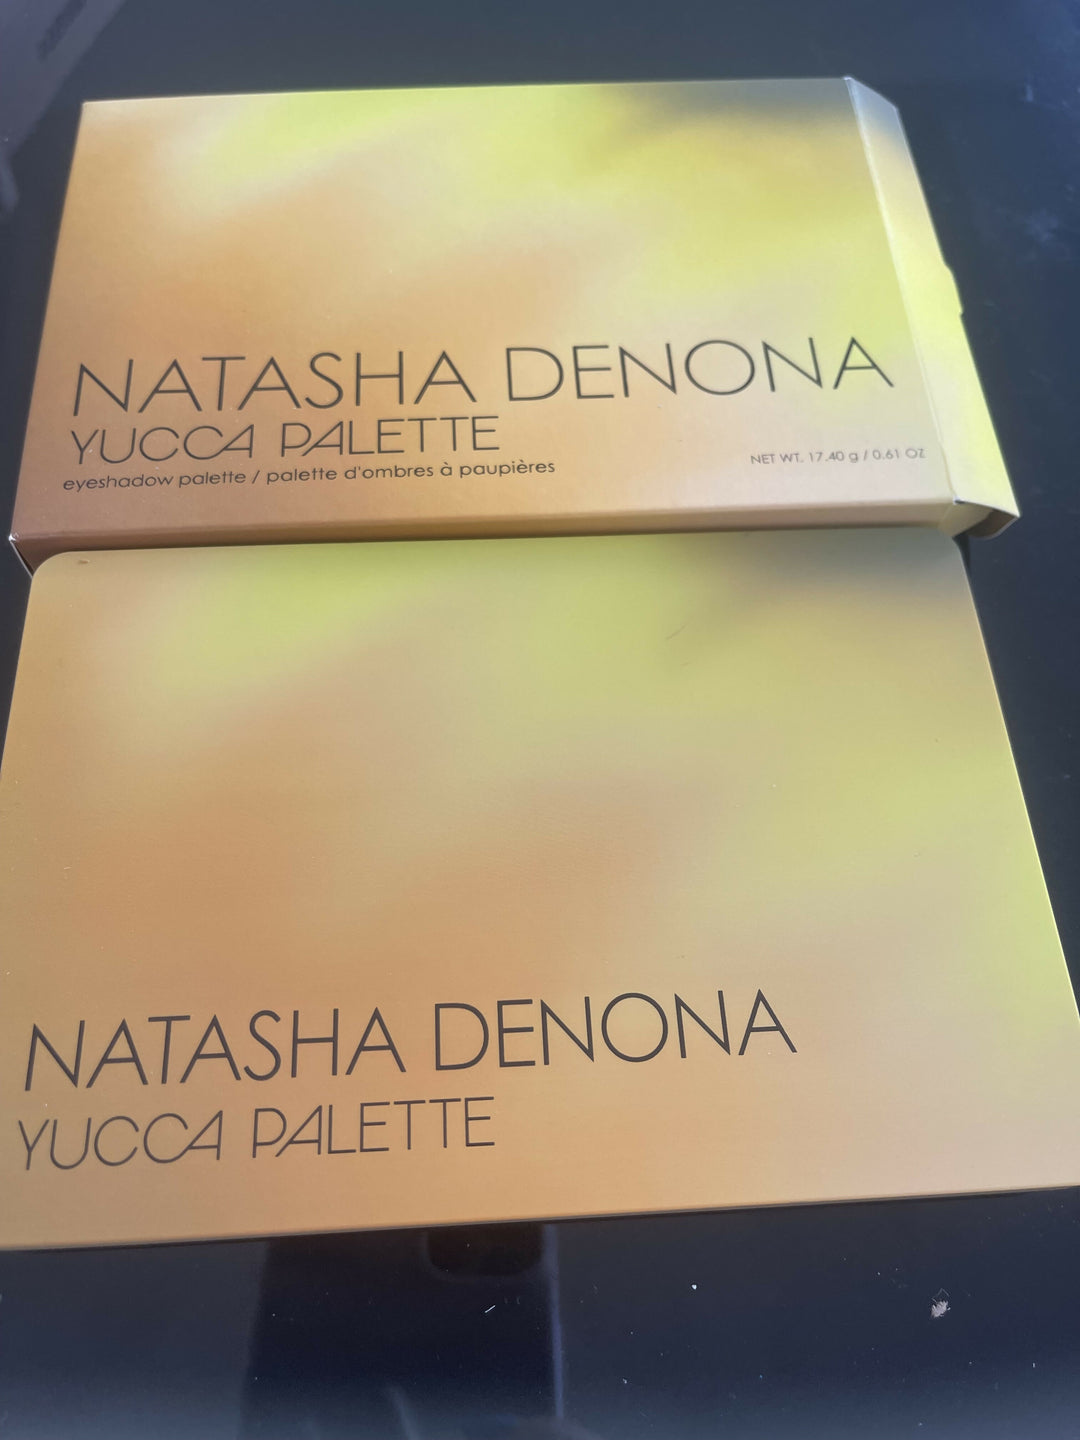 NATASHA DENONA
YUCCA PALETTE
eyeshadow palette / palette d'ombres à paupières
NET WT. 17.40 g / 0.61 OZ
NATASHA DENONA
YUCCA PALETTE